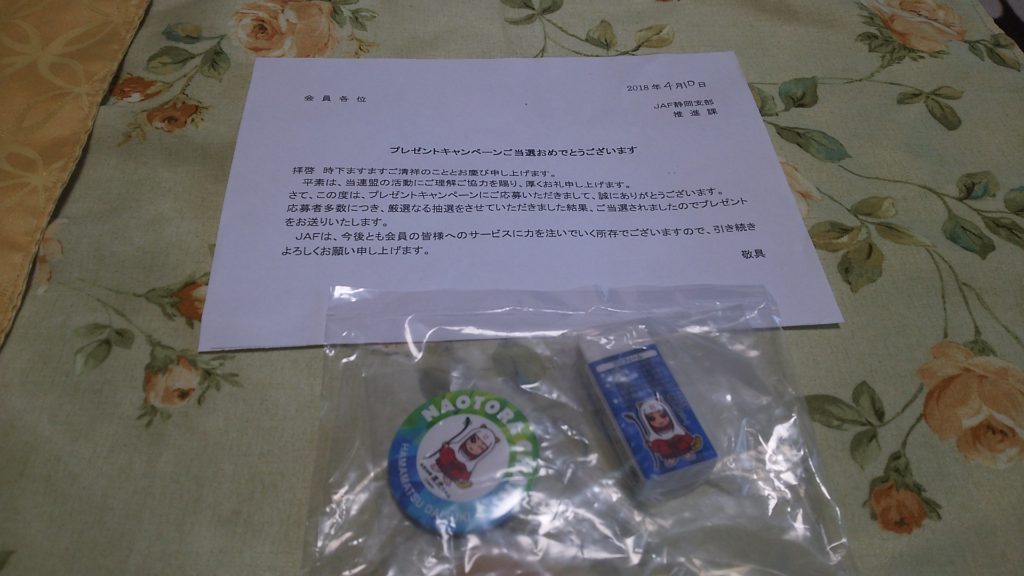 2018 年 4月10日
会 員 各 位
JAF静岡支部
推 進 課
プレゼントキャンペーンご当選おめでとうございます
拝啓 時下ますますご清祥のこととお慶び申し上げます。
平素は、当連盟の活動にご理解ご協力を賜り、厚くお礼申し上げます。
さて、この度は、プレゼントキャンペーンにご応募いただきまして、誠にありがとうございます。
応募者多数につき、厳選なる抽選をさせていただきました結果、ご当選されましたのでプレゼント
をお送りいたします。
JAFは、今後とも会員の皆様へのサービスに力を注いでいく所存でございますので、引き続き
よろしくお願い申し上げます。
敬具
NAOTORA
HAMAMATSU